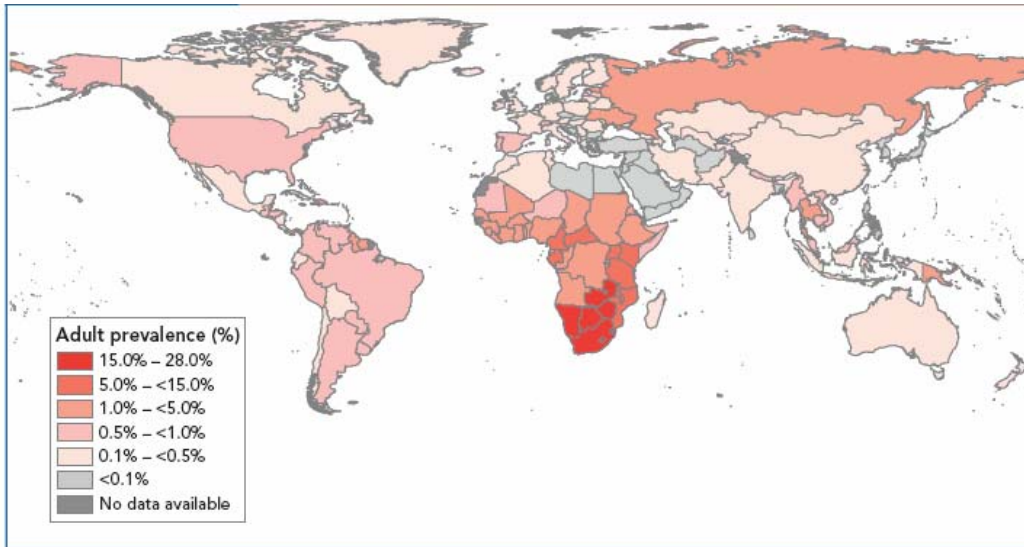 Adult prevalence (%)
15.0% – 28.0%
5.0% – <15.0%
1.0% – <5.0%
0.5% – <1.0%
0.1% – <0.5%
<0.1%
No data available